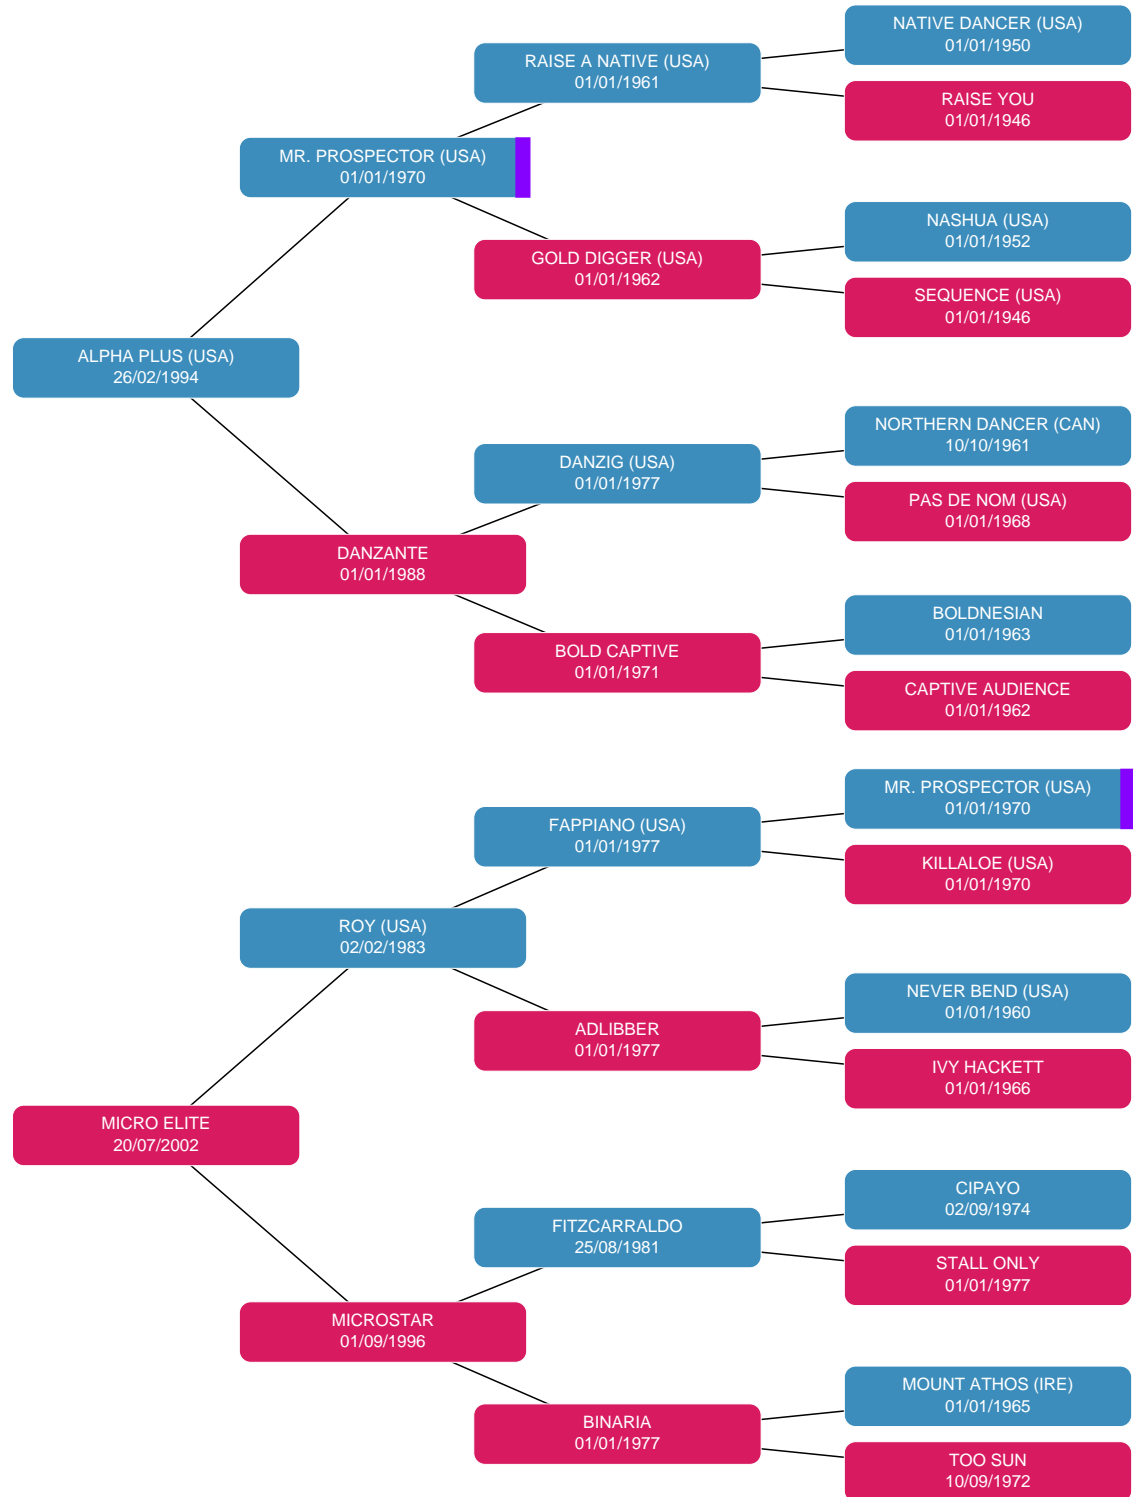 NATIVE DANCER (USA)
01/01/1950
RAISE A NATIVE (USA)
01/01/1961
RAISE YOU
01/01/1946
MR. PROSPECTOR (USA)
01/01/1970
NASHUA (USA)
01/01/1952
GOLD DIGGER (USA)
01/01/1962
SEQUENCE (USA)
01/01/1946
ALPHA PLUS (USA)
26/02/1994
NORTHERN DANCER (CAN)
10/10/1961
DANZIG (USA)
01/01/1977
PAS DE NOM (USA)
01/01/1968
DANZANTE
01/01/1988
BOLDNESIAN
01/01/1963
BOLD CAPTIVE
01/01/1971
CAPTIVE AUDIENCE
01/01/1962
MR. PROSPECTOR (USA)
01/01/1970
FAPPIANO (USA)
01/01/1977
KILLALOE (USA)
01/01/1970
ROY (USA)
02/02/1983
NEVER BEND (USA)
01/01/1960
ADLIBBER
01/01/1977
IVY HACKETT
01/01/1966
MICRO ELITE
20/07/2002
CIPAYO
02/09/1974
FITZCARRALDO
25/08/1981
STALL ONLY
01/01/1977
MICROSTAR
01/09/1996
MOUNT ATHOS (IRE)
01/01/1965
BINARIA
01/01/1977
TOO SUN
10/09/1972